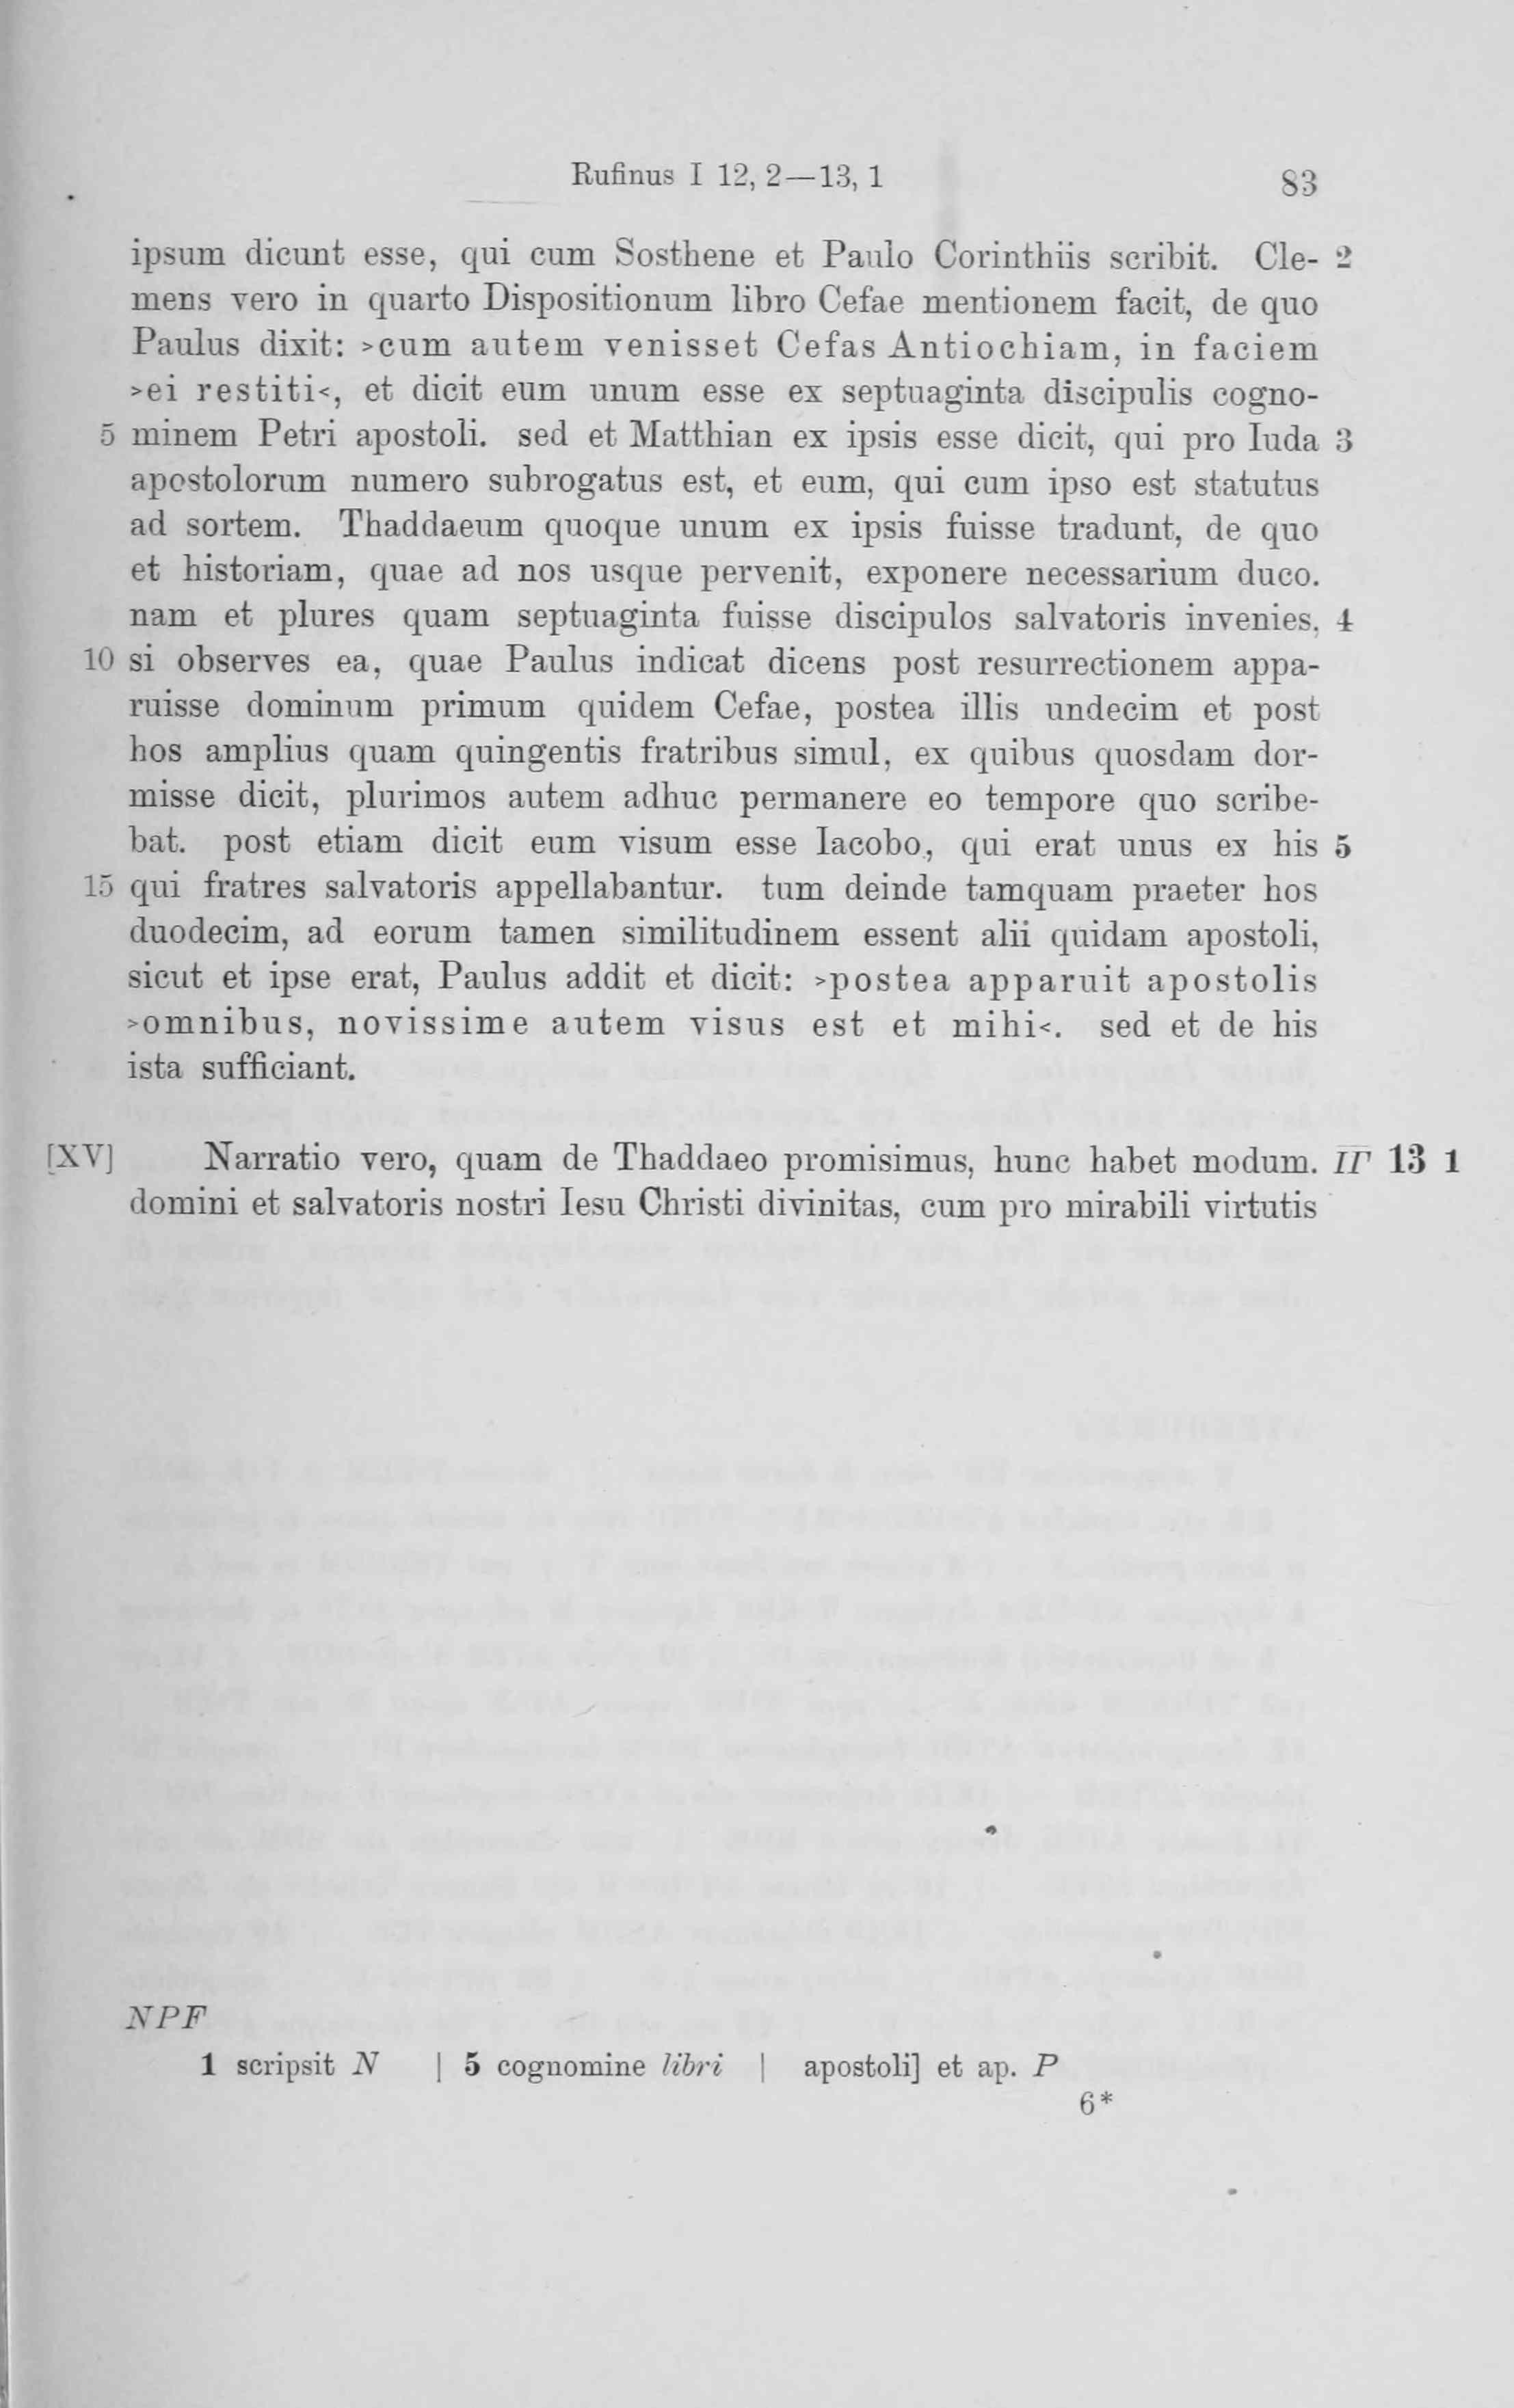 Rufinus I 12, 2—13, 1 83
ipsum dicunt esse, qui cum Sosthene et Paulo Corinthiis scribit. Cle- 2
mens vero in quarto Dispositionum libro Cefae mentionem facit, de quo
Paulus dixit: >cum autem venisset Cefas Antiochiam, in faciem
>ei restiti<, et dicit eum unum esse ex septuaginta discipulis cogno-
5 minem Petri apostoli. sed et Matthian ex ipsis esse dicit, qui pro Iuda 3
apostolorum numero subrogatus est, et eum, qui cum ipso est statutus
ad sortem. Thaddaeum quoque unum ex ipsis fuisse tradunt, de quo
et historiam, quae ad nos usque pervenit, exponere necessarium duco.
nam et plures quam septuaginta fuisse discipulos salvatoris invenies, 4
10 si observes ea, quae Paulus indicat dicens post resurrectionem appa-
ruisse dominum primum quidem Cefae, postea illis undecim et post
hos amplius quam quingentis fratribus simul, ex quibus quosdam dor-
misse dicit, plurimos autem adhuc permanere eo tempore quo scribe-
bat. post etiam dicit eum visum esse Iacobo, qui erat unus ex his 5
15 qui fratres salvatoris appellabantur. tum deinde tamquam praeter hos
duodecim, ad eorum tamen similitudinem essent alii quidam apostoli,
sicut et ipse erat, Paulus addit et dicit: >postea apparuit apostolis
>omnibus, novissime autem visus est et mihi<. sed et de his
ista sufficiant.
[XV] Narratio vero, quam de Thaddaeo promisimus, hunc habet modum. ΙΓ 13 1
domini et salvatoris nostri Iesu Christi divinitas, cum pro mirabili virtutis
NPF
1 scripsit N | 5 cognomine libri | apostoli] et ap. P
6*